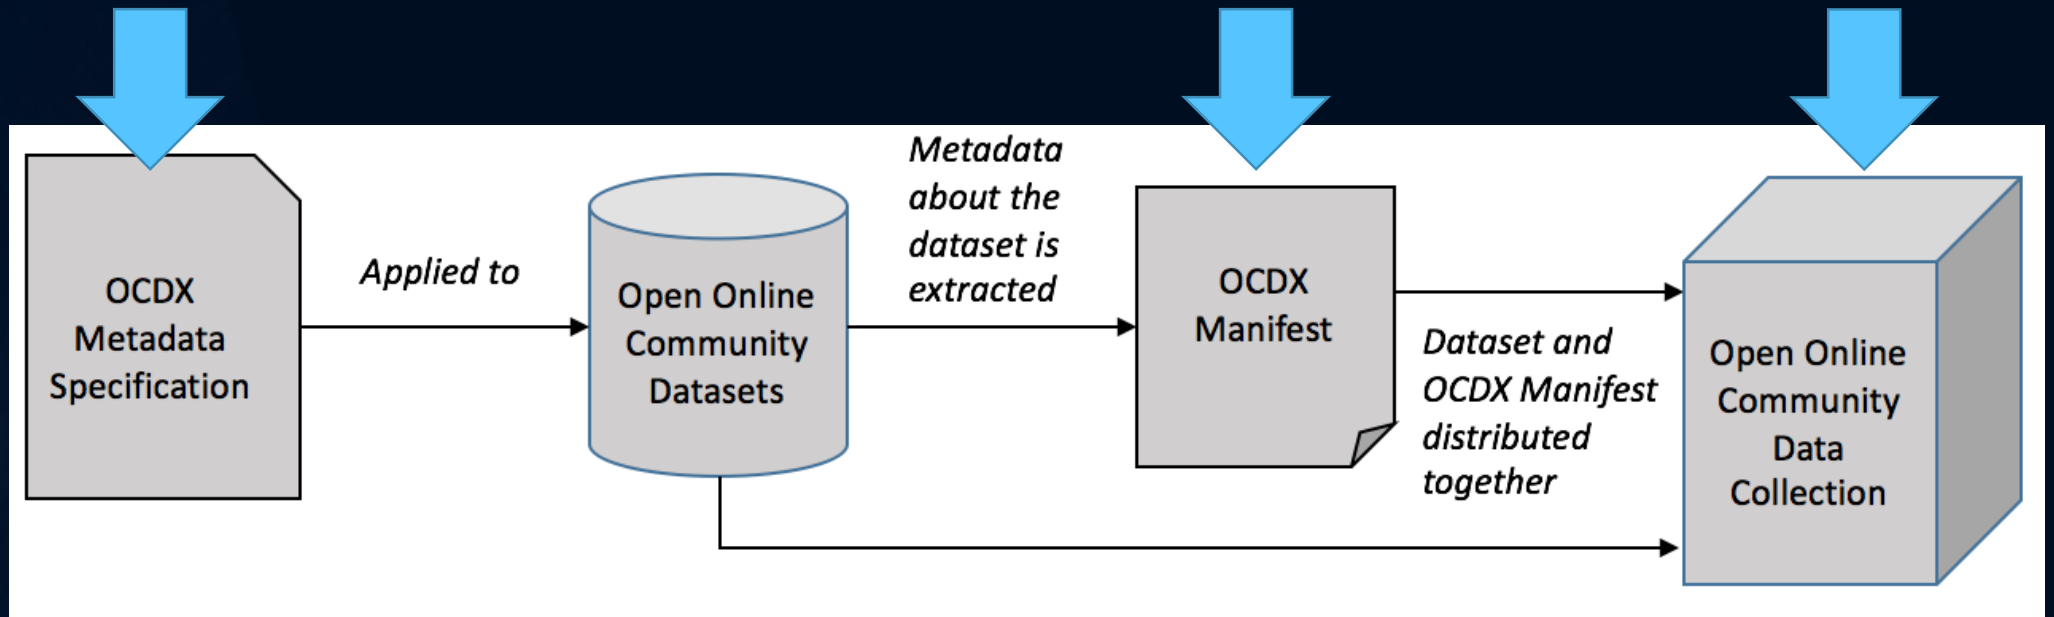 OCDX
Metadata
Specification
Applied to
Open Online
Community
Datasets
Metadata
about the
dataset is
extracted
OCDX
Manifest
Dataset and
OCDX Manifest
distributed
together
Open Online
Community
Data
Collection